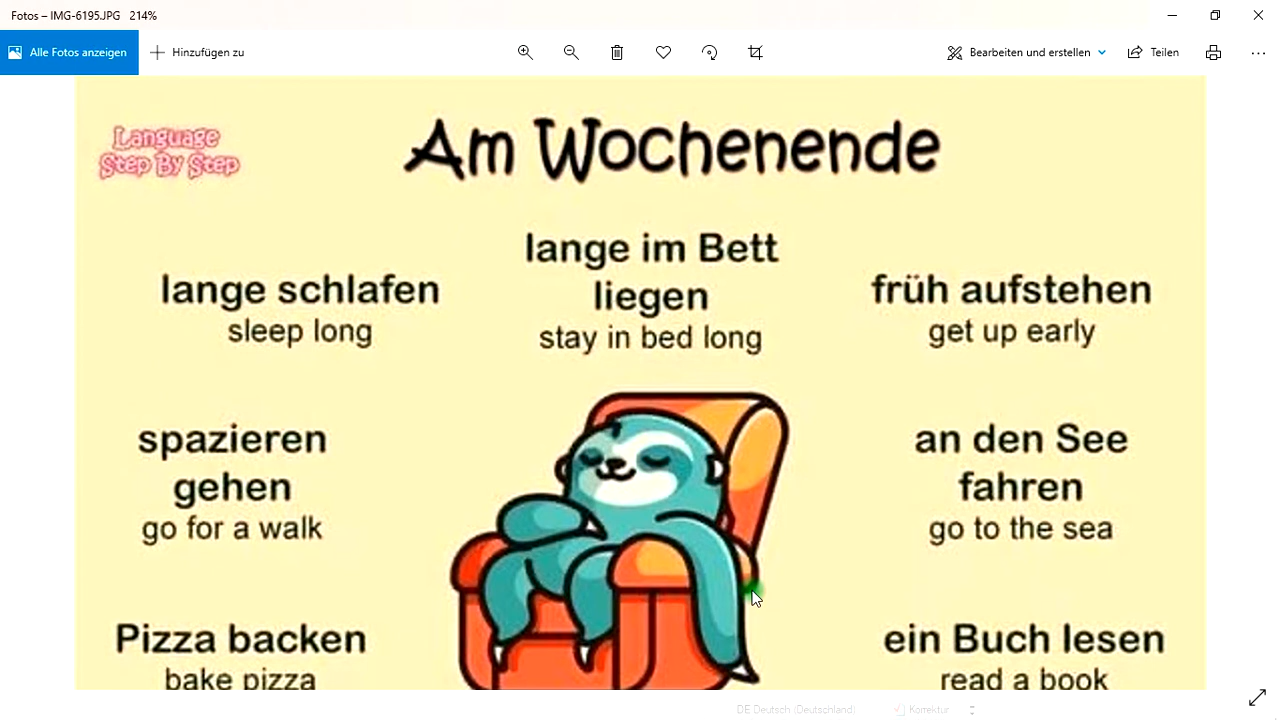 Fotos – IMG-6195.JPG 214%
Alle Fotos anzeigen
Hinzufügen zu
Bearbeiten und erstellen
Teilen
Language
Step By Step
Am Wochenende
lange schlafen
sleep long
lange im Bett
liegen
stay in bed long
früh aufstehen
get up early
spazieren
gehen
go for a walk
an den See
fahren
go to the sea
Pizza backen
bake pizza
ein Buch lesen
read a book
DE Deutsch (Deutschland)
Korrektur